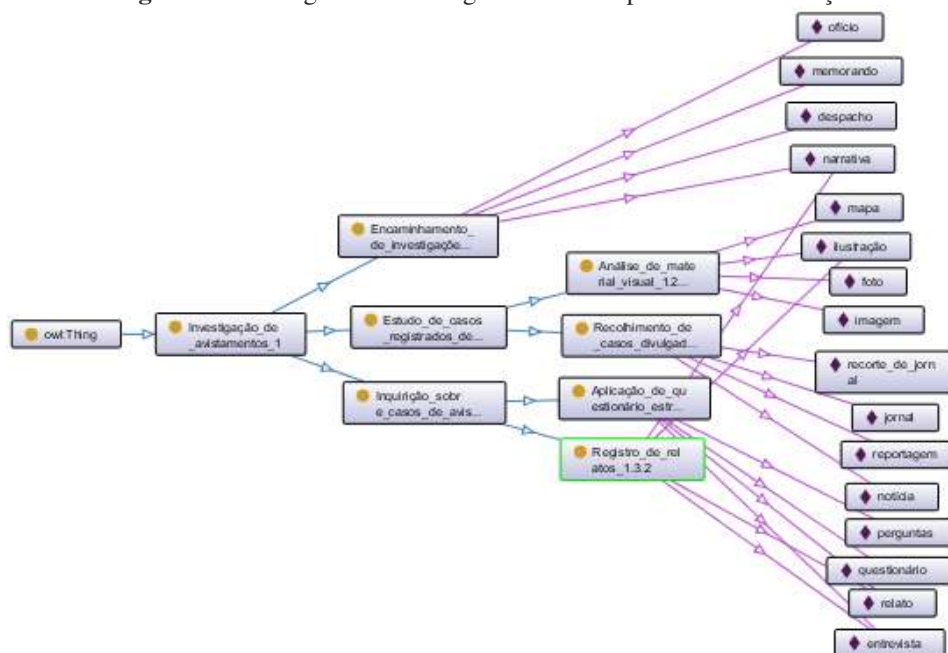 ofício
memorando
despacho
narrativa
mapa
Encaminhamento_
de_investigaçõe...
ilustração
Análise_de_mate
rial_visual_1.2...
foto
imagem
owl:Thing
Investigação_de
_avistamentos_1
Estudo_de_casos
_registrados_de...
Recolhimento_de
_casos_divulgad...
recorte_de_jorn
al
Inquirição_sobr
e_casos_de_avis...
Aplicação_de_qu
estionário_estr...
jornal
Registro_de_rel
atos_1.3.2
reportagem
notícia
perguntas
questionário
relato
entrevista